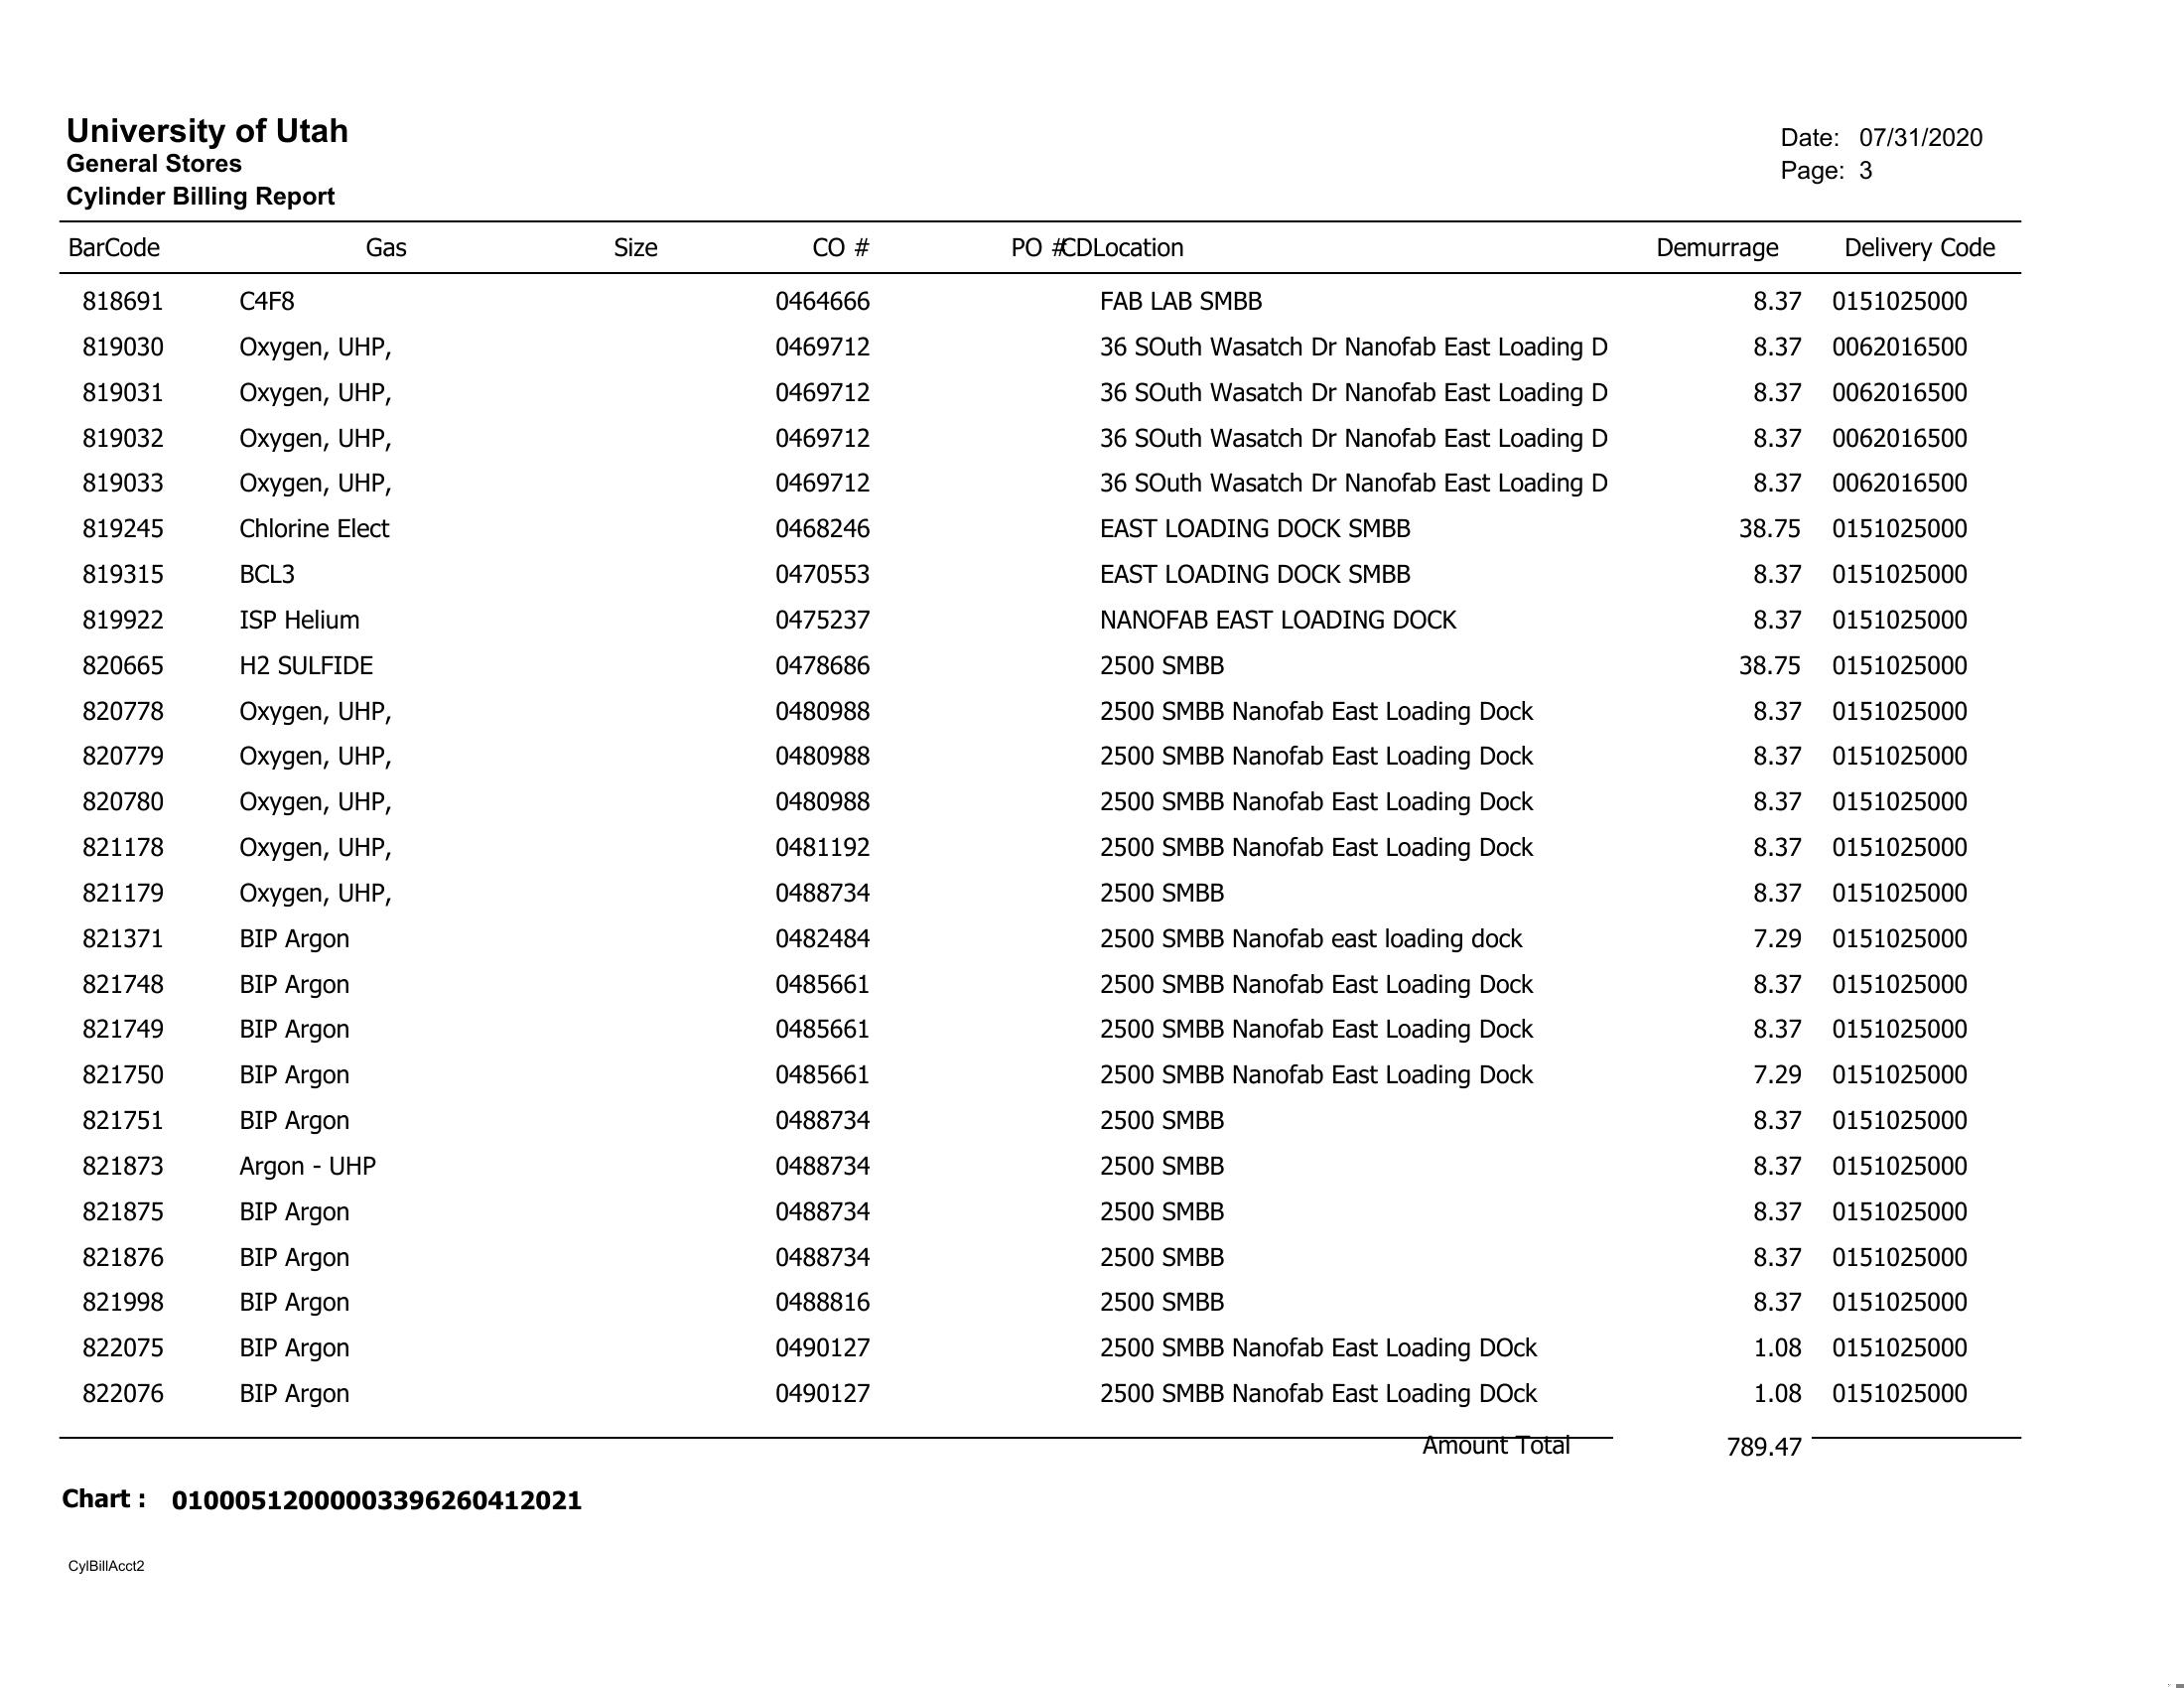 University of Utah
General Stores
Cylinder Billing Report
Date: 07/31/2020
Page: 3
BarCode Gas Size CO # PO # CD Location Demurrage Delivery Code
818691 C4F8 0464666 FAB LAB SMBB 8.37 0151025000
819030 Oxygen, UHP, 0469712 36 SOuth Wasatch Dr Nanofab East Loading D 8.37 0062016500
819031 Oxygen, UHP, 0469712 36 SOuth Wasatch Dr Nanofab East Loading D 8.37 0062016500
819032 Oxygen, UHP, 0469712 36 SOuth Wasatch Dr Nanofab East Loading D 8.37 0062016500
819033 Oxygen, UHP, 0469712 36 SOuth Wasatch Dr Nanofab East Loading D 8.37 0062016500
819245 Chlorine Elect 0468246 EAST LOADING DOCK SMBB 38.75 0151025000
819315 BCL3 0470553 EAST LOADING DOCK SMBB 8.37 0151025000
819922 ISP Helium 0475237 NANOFAB EAST LOADING DOCK 8.37 0151025000
820665 H2 SULFIDE 0478686 2500 SMBB 38.75 0151025000
820778 Oxygen, UHP, 0480988 2500 SMBB Nanofab East Loading Dock 8.37 0151025000
820779 Oxygen, UHP, 0480988 2500 SMBB Nanofab East Loading Dock 8.37 0151025000
820780 Oxygen, UHP, 0480988 2500 SMBB Nanofab East Loading Dock 8.37 0151025000
821178 Oxygen, UHP, 0481192 2500 SMBB Nanofab East Loading Dock 8.37 0151025000
821179 Oxygen, UHP, 0488734 2500 SMBB 8.37 0151025000
821371 BIP Argon 0482484 2500 SMBB Nanofab east loading dock 7.29 0151025000
821748 BIP Argon 0485661 2500 SMBB Nanofab East Loading Dock 8.37 0151025000
821749 BIP Argon 0485661 2500 SMBB Nanofab East Loading Dock 8.37 0151025000
821750 BIP Argon 0485661 2500 SMBB Nanofab East Loading Dock 7.29 0151025000
821751 BIP Argon 0488734 2500 SMBB 8.37 0151025000
821873 Argon - UHP 0488734 2500 SMBB 8.37 0151025000
821875 BIP Argon 0488734 2500 SMBB 8.37 0151025000
821876 BIP Argon 0488734 2500 SMBB 8.37 0151025000
821998 BIP Argon 0488816 2500 SMBB 8.37 0151025000
822075 BIP Argon 0490127 2500 SMBB Nanofab East Loading DOck 1.08 0151025000
822076 BIP Argon 0490127 2500 SMBB Nanofab East Loading DOck 1.08 0151025000
Amount Total 789.47
Chart : 01000512000003396260412021
CylBillAcct2